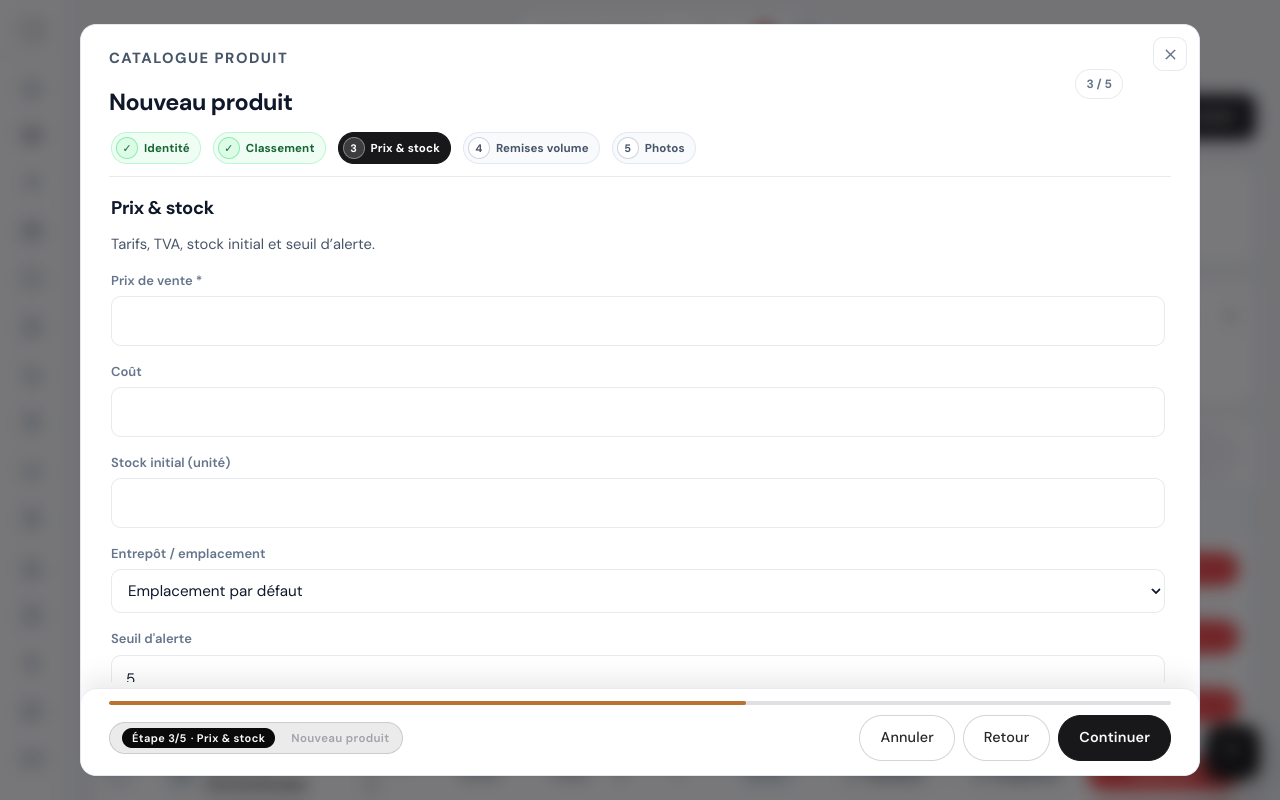 CATALOGUE PRODUIT
3 / 5
Nouveau produit
✓ Identité
✓ Classement
3 Prix & stock
4 Remises volume
5 Photos
Prix & stock
Tarifs, TVA, stock initial et seuil d’alerte.
Prix de vente *
Coût
Stock initial (unité)
Entrepôt / emplacement
Emplacement par défaut
Seuil d'alerte
5
Étape 3/5 · Prix & stock
Nouveau produit
Annuler
Retour
Continuer